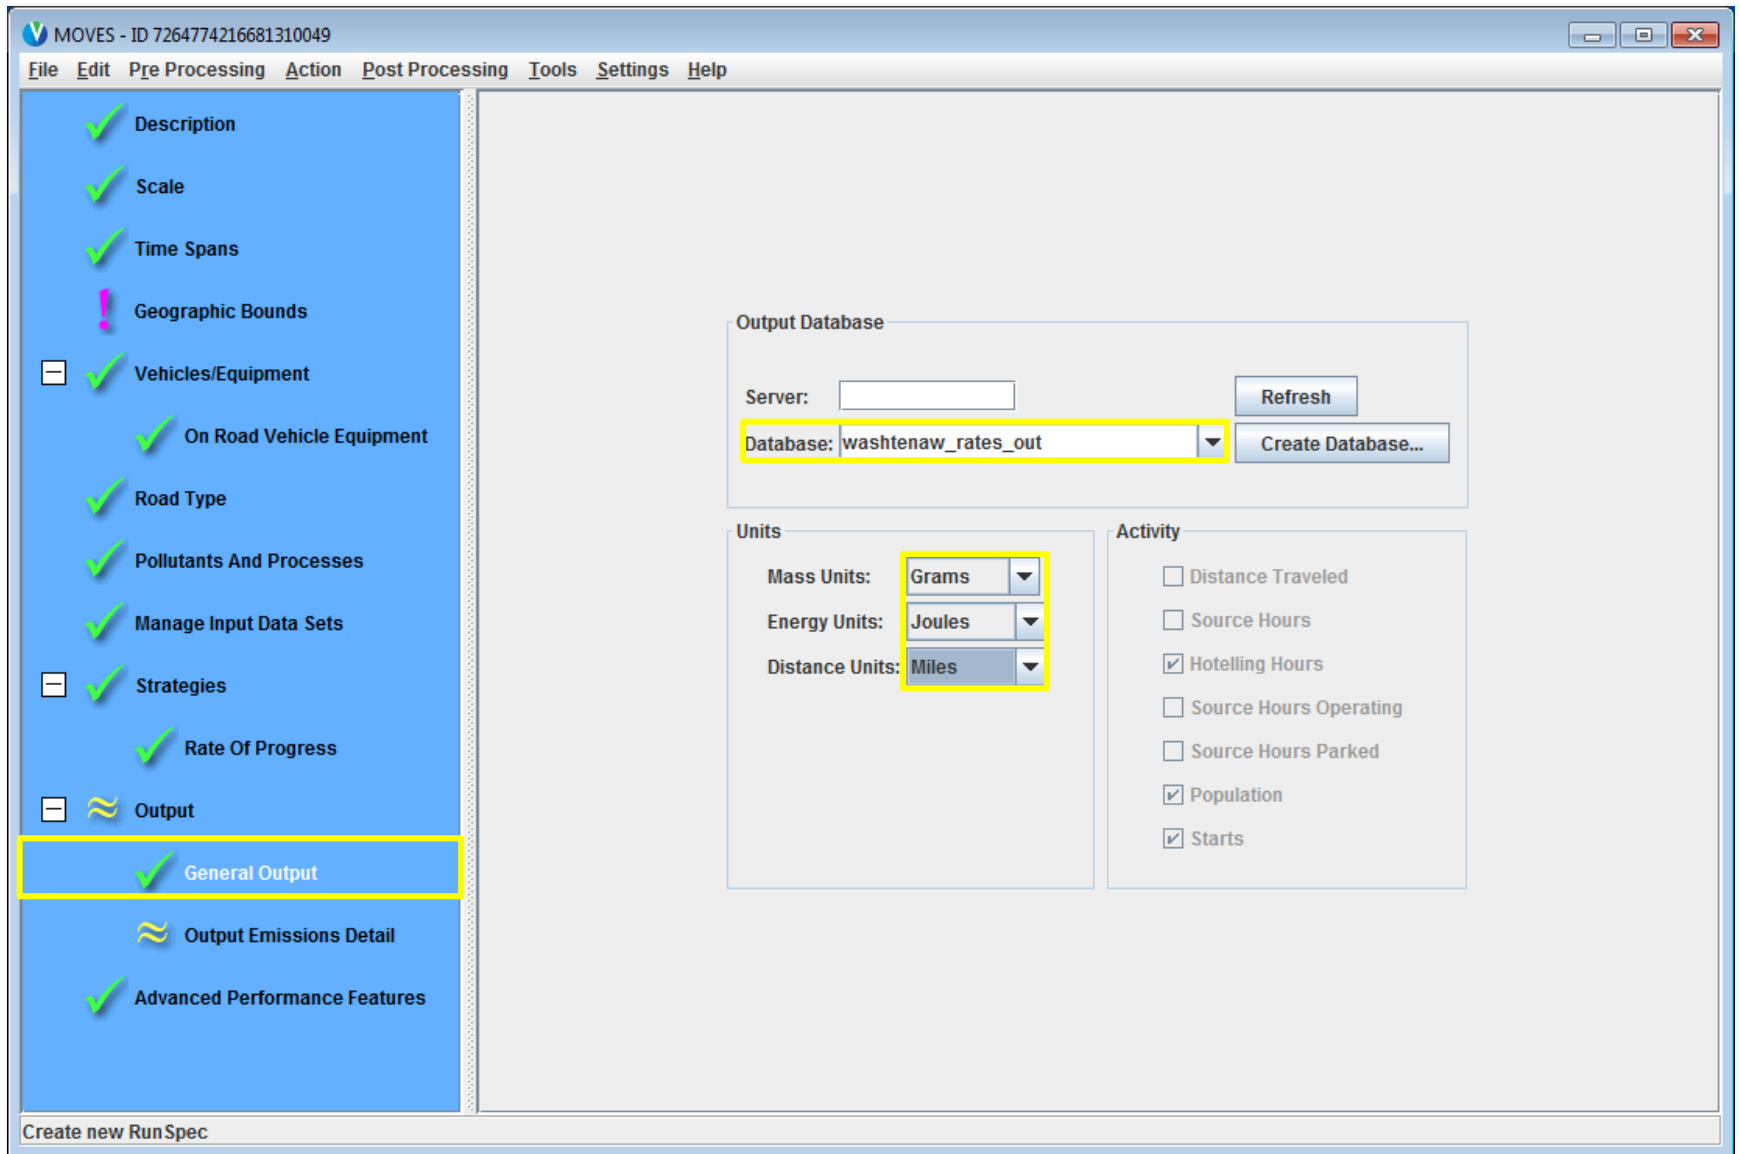 MOVES - ID 7264774216681310049
File Edit Pre Processing Action Post Processing Tools Settings Help
Description
Scale
Time Spans
Geographic Bounds
Vehicles/Equipment
On Road Vehicle Equipment
Road Type
Pollutants And Processes
Manage Input Data Sets
Strategies
Rate Of Progress
Output
General Output
Output Emissions Detail
Advanced Performance Features
Output Database
Server:
Refresh
Database: washtenaw_rates_out
Create Database...
Units
Mass Units: Grams
Energy Units: Joules
Distance Units: Miles
Activity
Distance Traveled
Source Hours
Hotelling Hours
Source Hours Operating
Source Hours Parked
Population
Starts
Create new RunSpec